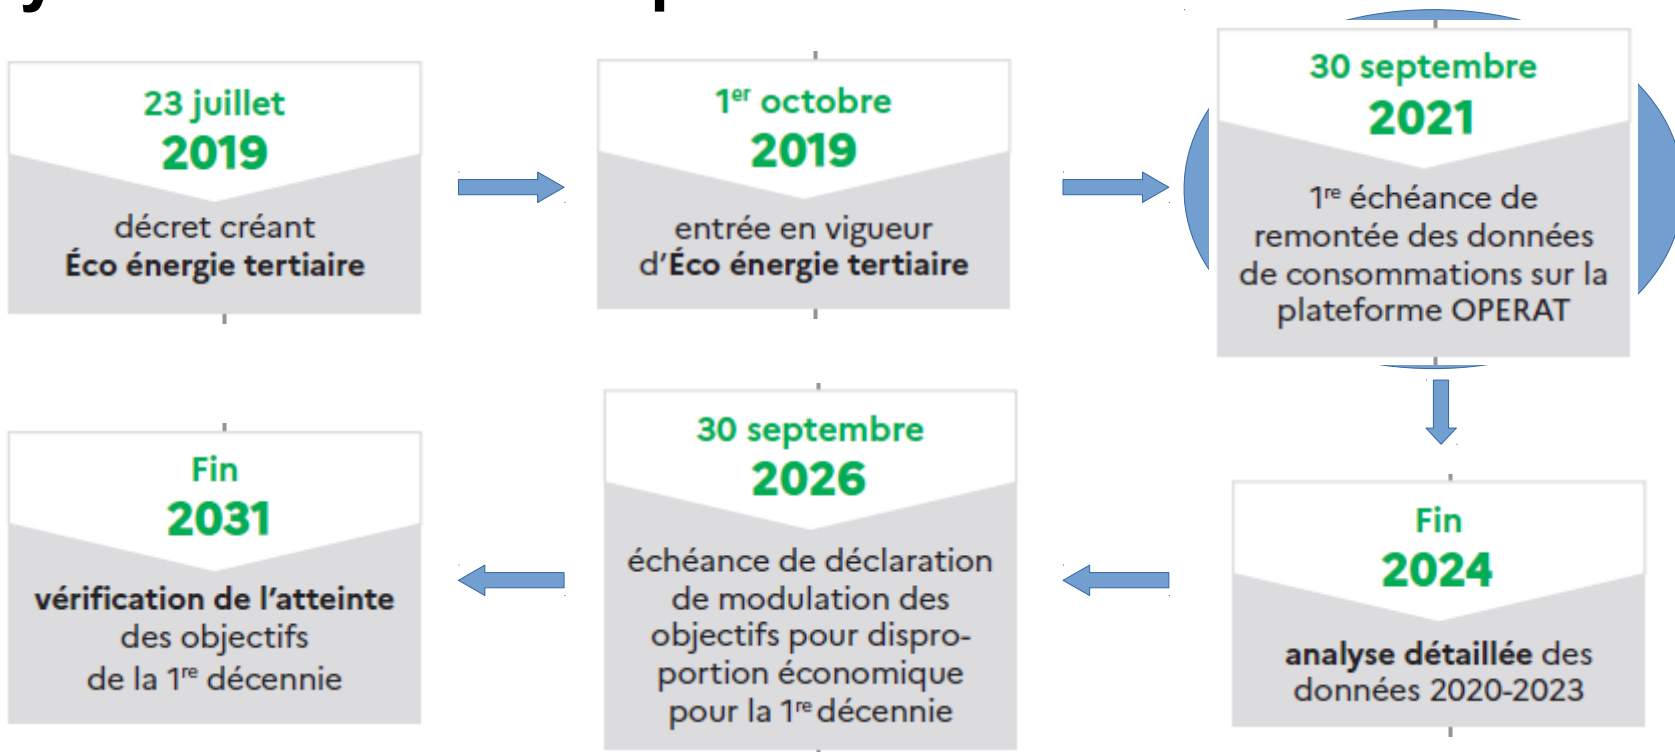 23 juillet
2019
décret créant
Éco énergie tertiaire
1er octobre
2019
entrée en vigueur
d’Éco énergie tertiaire
30 septembre
2021
1re échéance de
remontée des données
de consommations sur la
plateforme OPERAT
Fin
2024
analyse détaillée des
données 2020-2023
30 septembre
2026
échéance de déclaration
de modulation des
objectifs pour dispro-
portion économique
pour la 1re décennie
Fin
2031
vérification de l’atteinte
des objectifs
de la 1re décennie